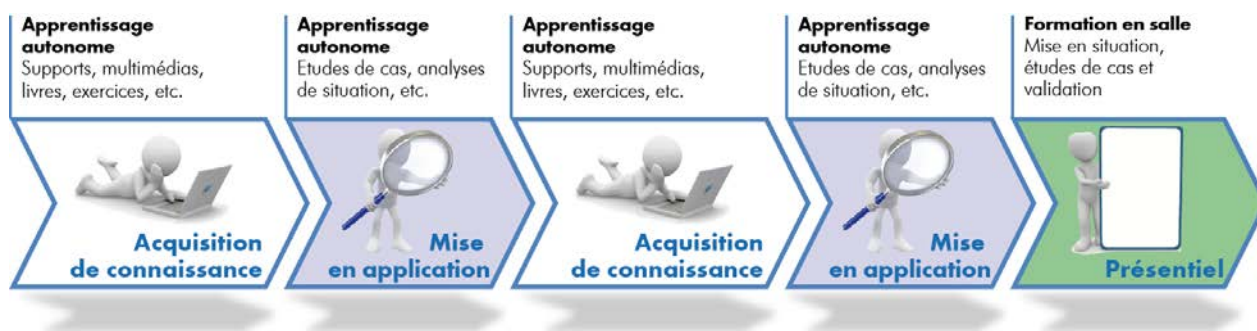 Apprentissage
autonome
Supports, multimédias,
livres, exercices, etc.
Acquisition
de connaissance
Apprentissage
autonome
Etudes de cas, analyses
de situation, etc.
Mise
en application
Apprentissage
autonome
Supports, multimédias,
livres, exercices, etc.
Acquisition
de connaissance
Apprentissage
autonome
Etudes de cas, analyses
de situation, etc.
Mise
en application
Formation en salle
Mise en situation,
études de cas et
validation
Présentiel